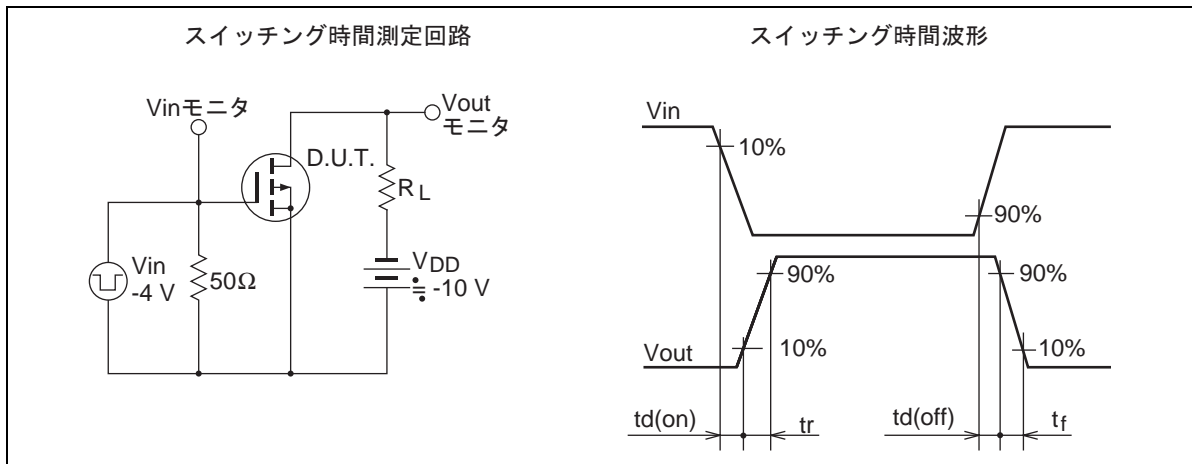 スイッチング時間測定回路
Vinモニタ
Vout
モニタ
D.U.T.
RL
Vin
-4 V
50Ω
VDD
≒ -10 V
スイッチング時間波形
Vin
10%
90%
90%
90%
Vout
10%
10%
td(on)
tr
td(off)
tf